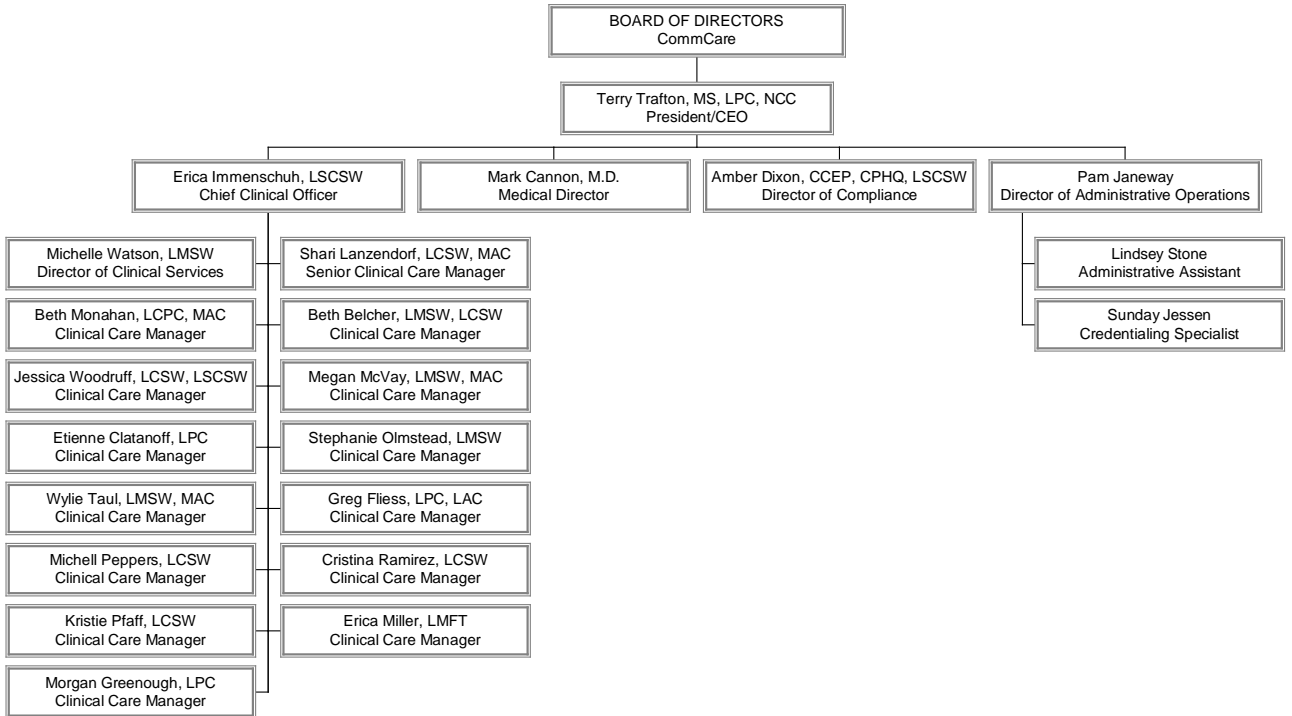 BOARD OF DIRECTORS
CommCare
Terry Trafton, MS, LPC, NCC
President/CEO
Erica Immenschuh, LSCSW
Chief Clinical Officer
Mark Cannon, M.D.
Medical Director
Amber Dixon, CCEP, CPHQ, LSCSW
Director of Compliance
Pam Janeway
Director of Administrative Operations
Michelle Watson, LMSW
Director of Clinical Services
Shari Lanzendorf, LCSW, MAC
Senior Clinical Care Manager
Lindsey Stone
Administrative Assistant
Beth Monahan, LCPC, MAC
Clinical Care Manager
Beth Belcher, LMSW, LCSW
Clinical Care Manager
Sunday Jessen
Credentialing Specialist
Jessica Woodruff, LCSW, LSCSW
Clinical Care Manager
Megan McVay, LMSW, MAC
Clinical Care Manager
Etienne Clatanoff, LPC
Clinical Care Manager
Stephanie Olmstead, LMSW
Clinical Care Manager
Wylie Taul, LMSW, MAC
Clinical Care Manager
Greg Fliess, LPC, LAC
Clinical Care Manager
Michell Peppers, LCSW
Clinical Care Manager
Cristina Ramirez, LCSW
Clinical Care Manager
Kristie Pfaff, LCSW
Clinical Care Manager
Erica Miller, LMFT
Clinical Care Manager
Morgan Greenough, LPC
Clinical Care Manager